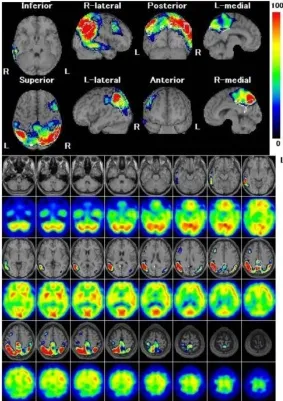 Inferior R-lateral Posterior L-medial 100
R L R
Superior L-lateral Anterior R-medial
L R L 0
L